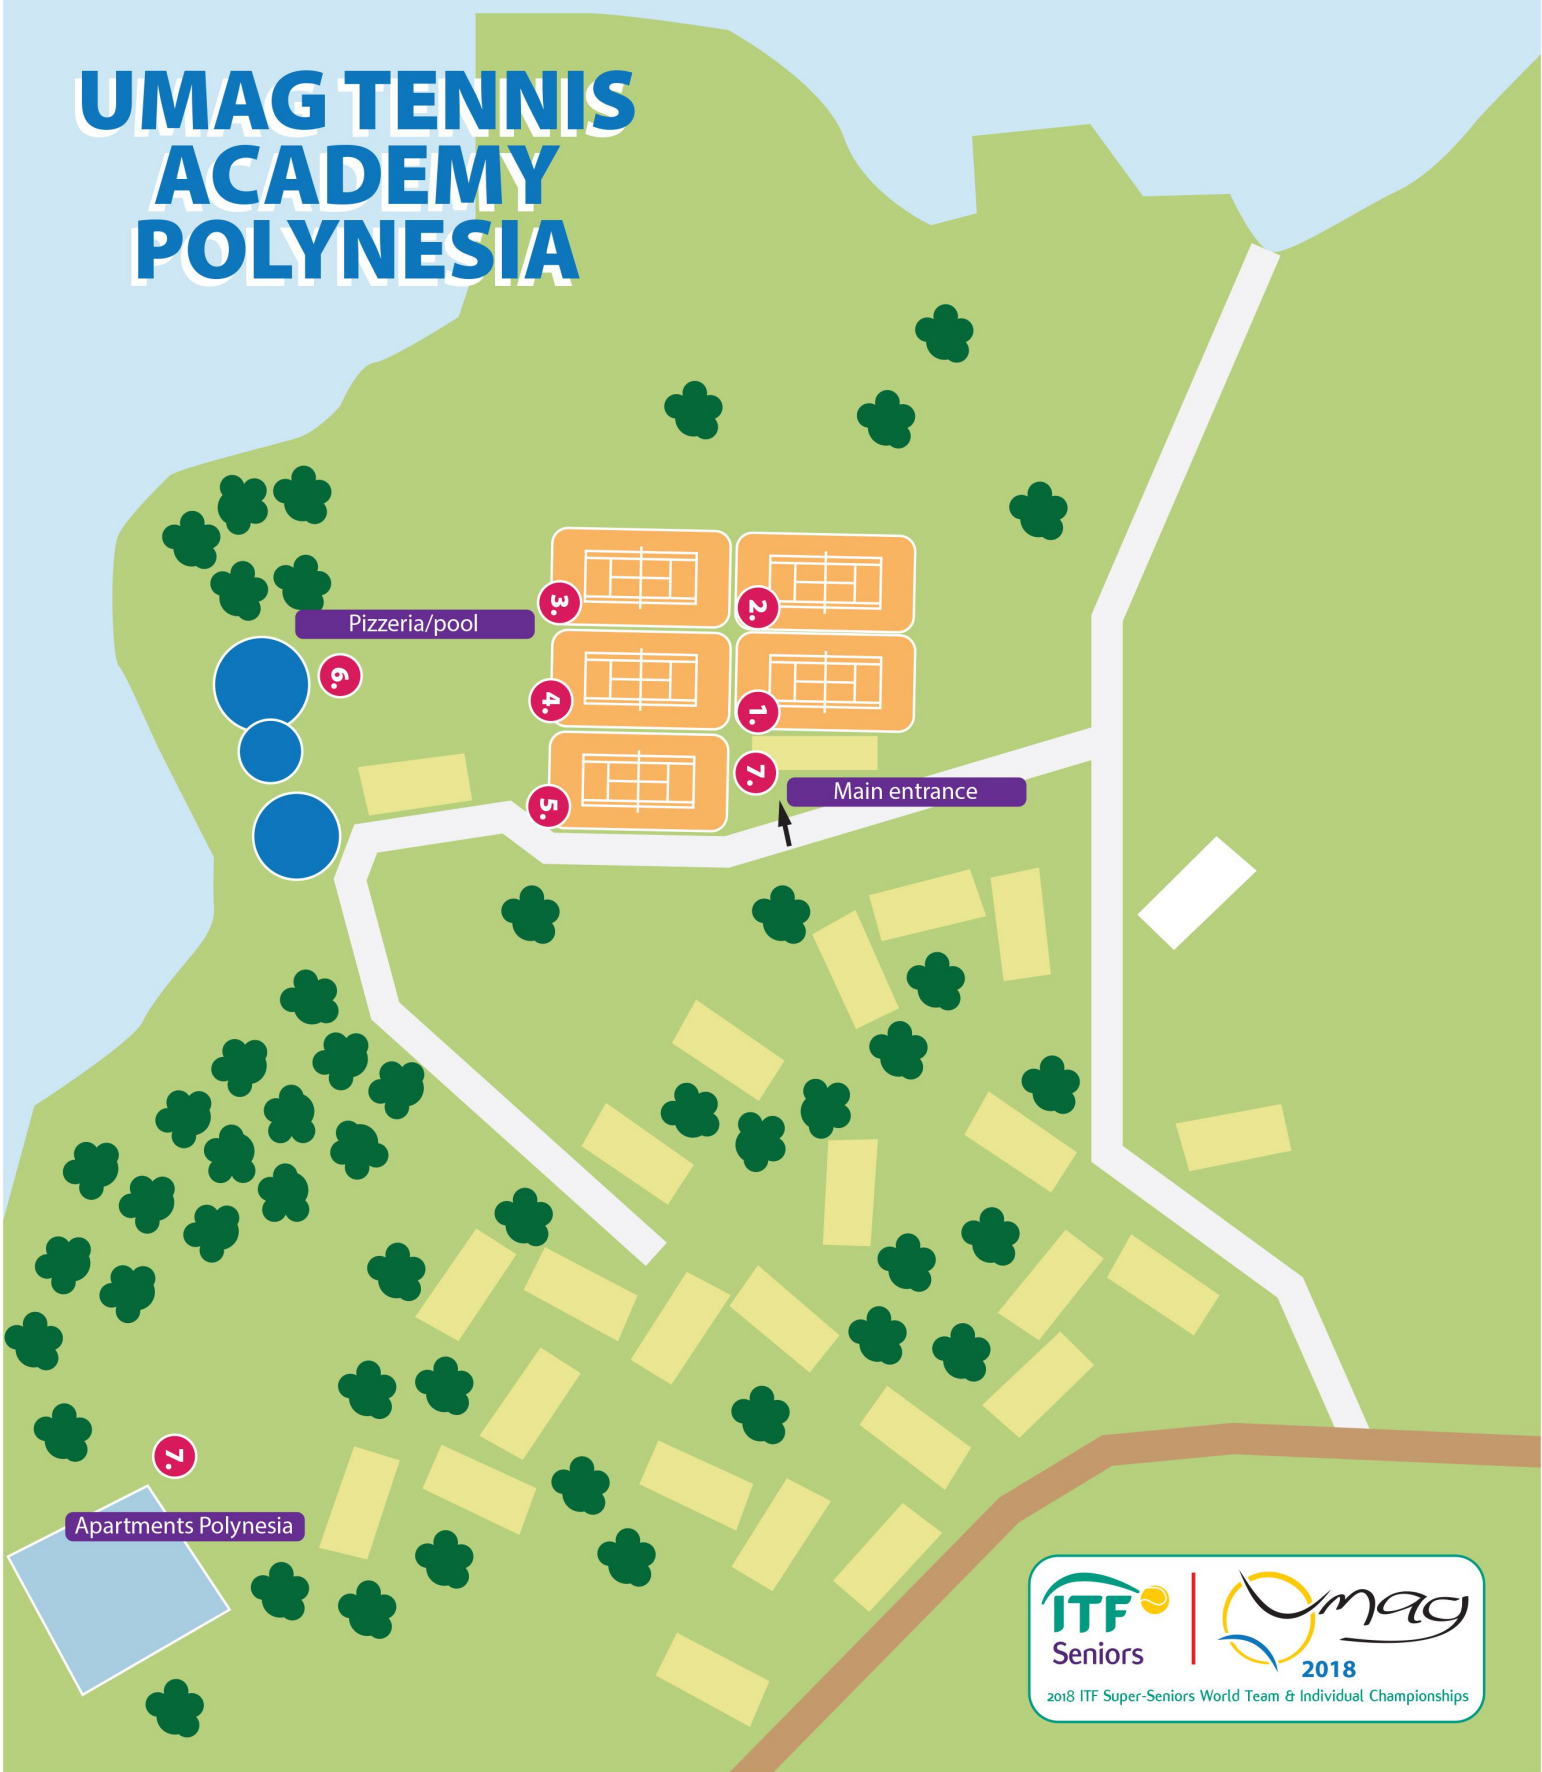 UMAG TENNIS
ACADEMY
POLYNESIA
3.
2.
Pizzeria/pool
6.
4.
1.
7.
Main entrance
5.
7.
Apartments Polynesia
ITF
Seniors
Umag
2018
2018 ITF Super-Seniors World Team & Individual Championships